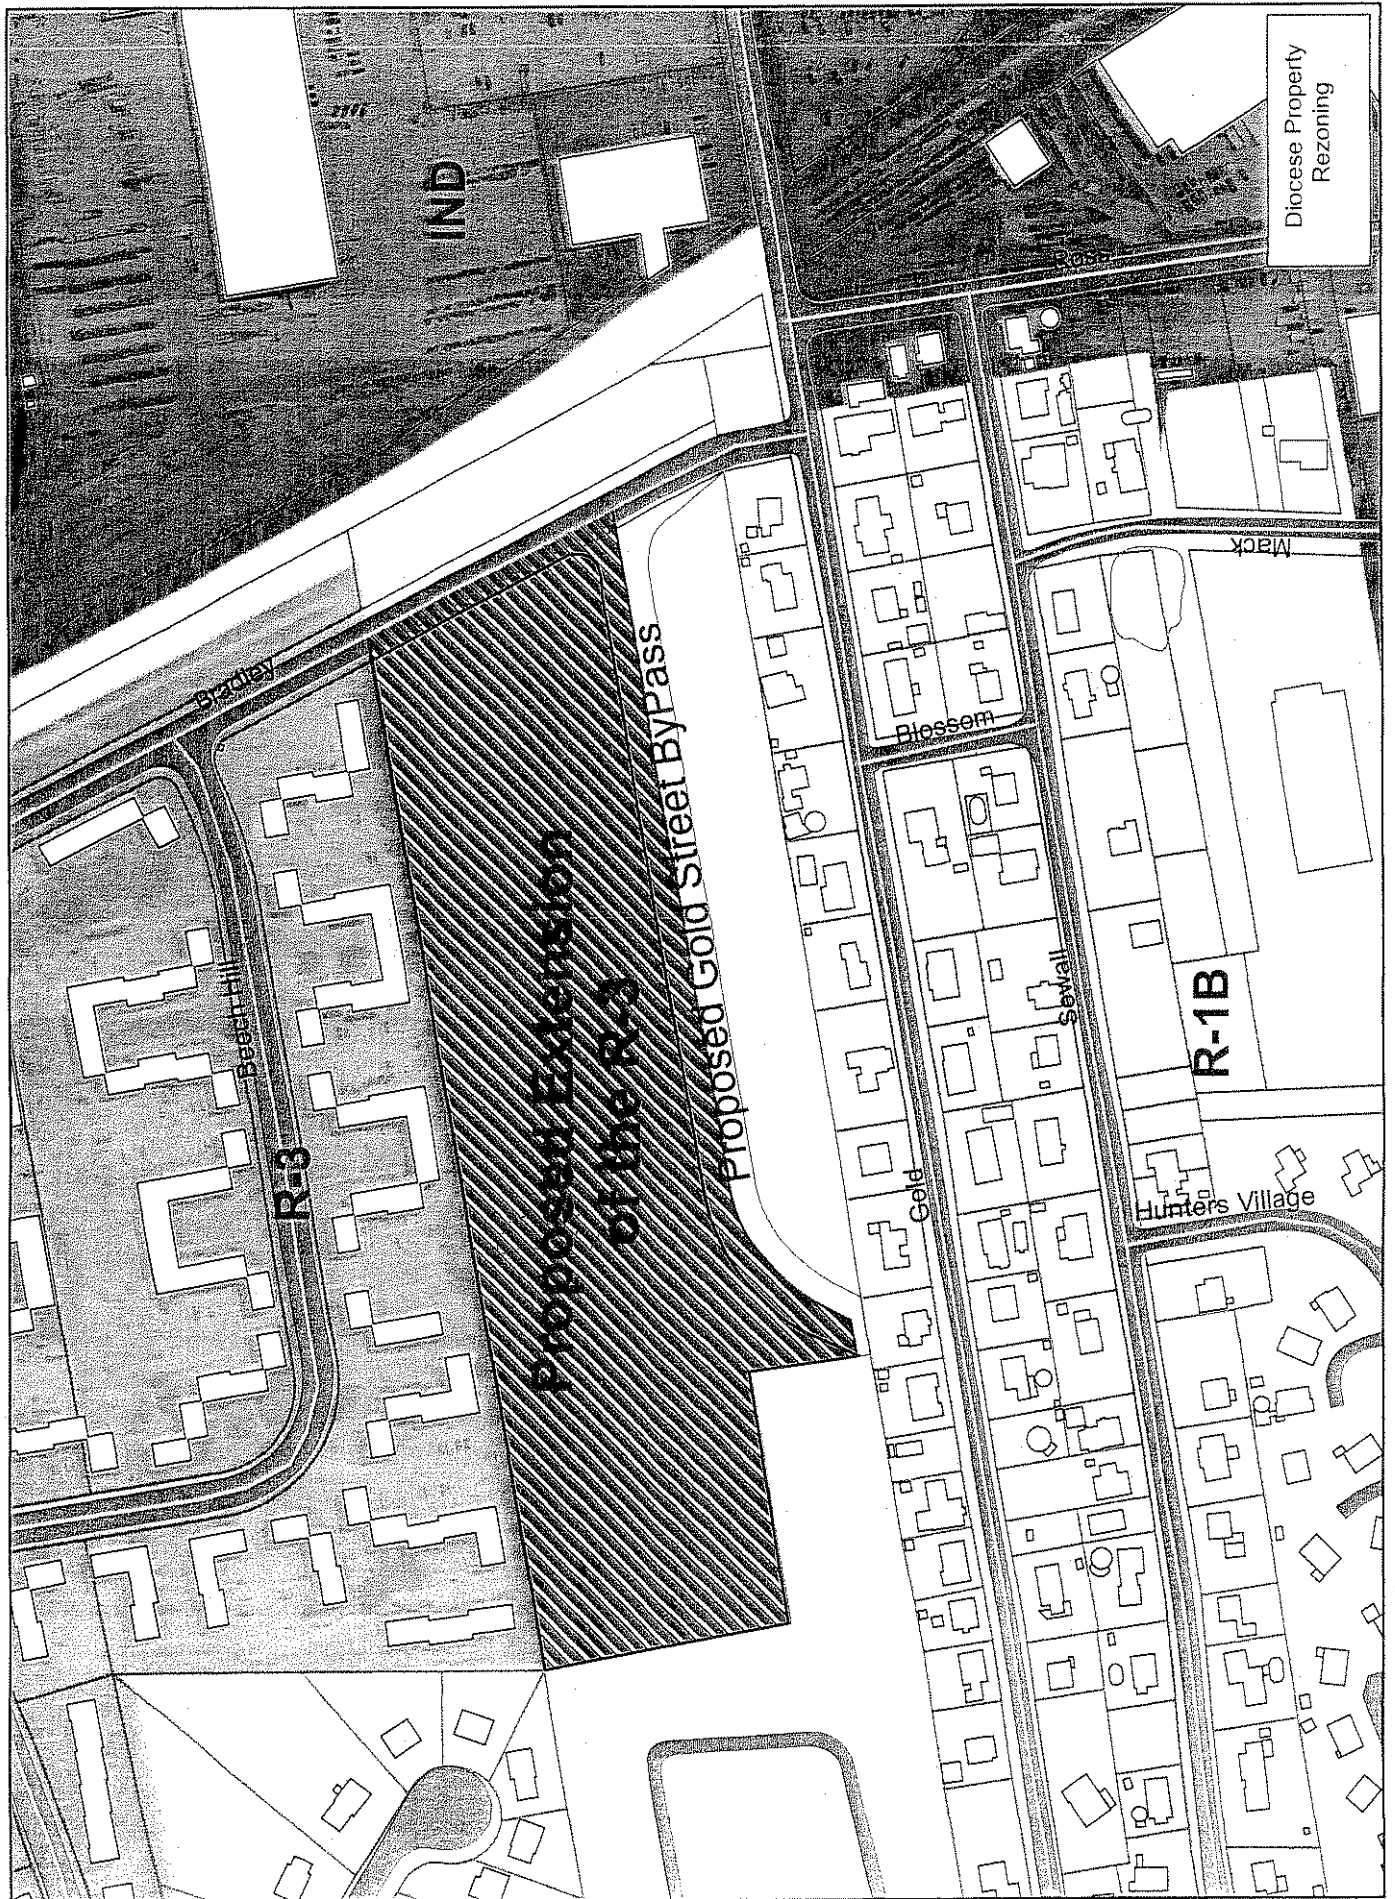 Diocese Property
Rezoning
IND
Ross
Bradley
Mack
Proposed Gold Street ByPass
Blossom
Proposed Extension
of the R-3
Beech Hill
Sewall
R-1B
R-3
Gold
Hunters Village